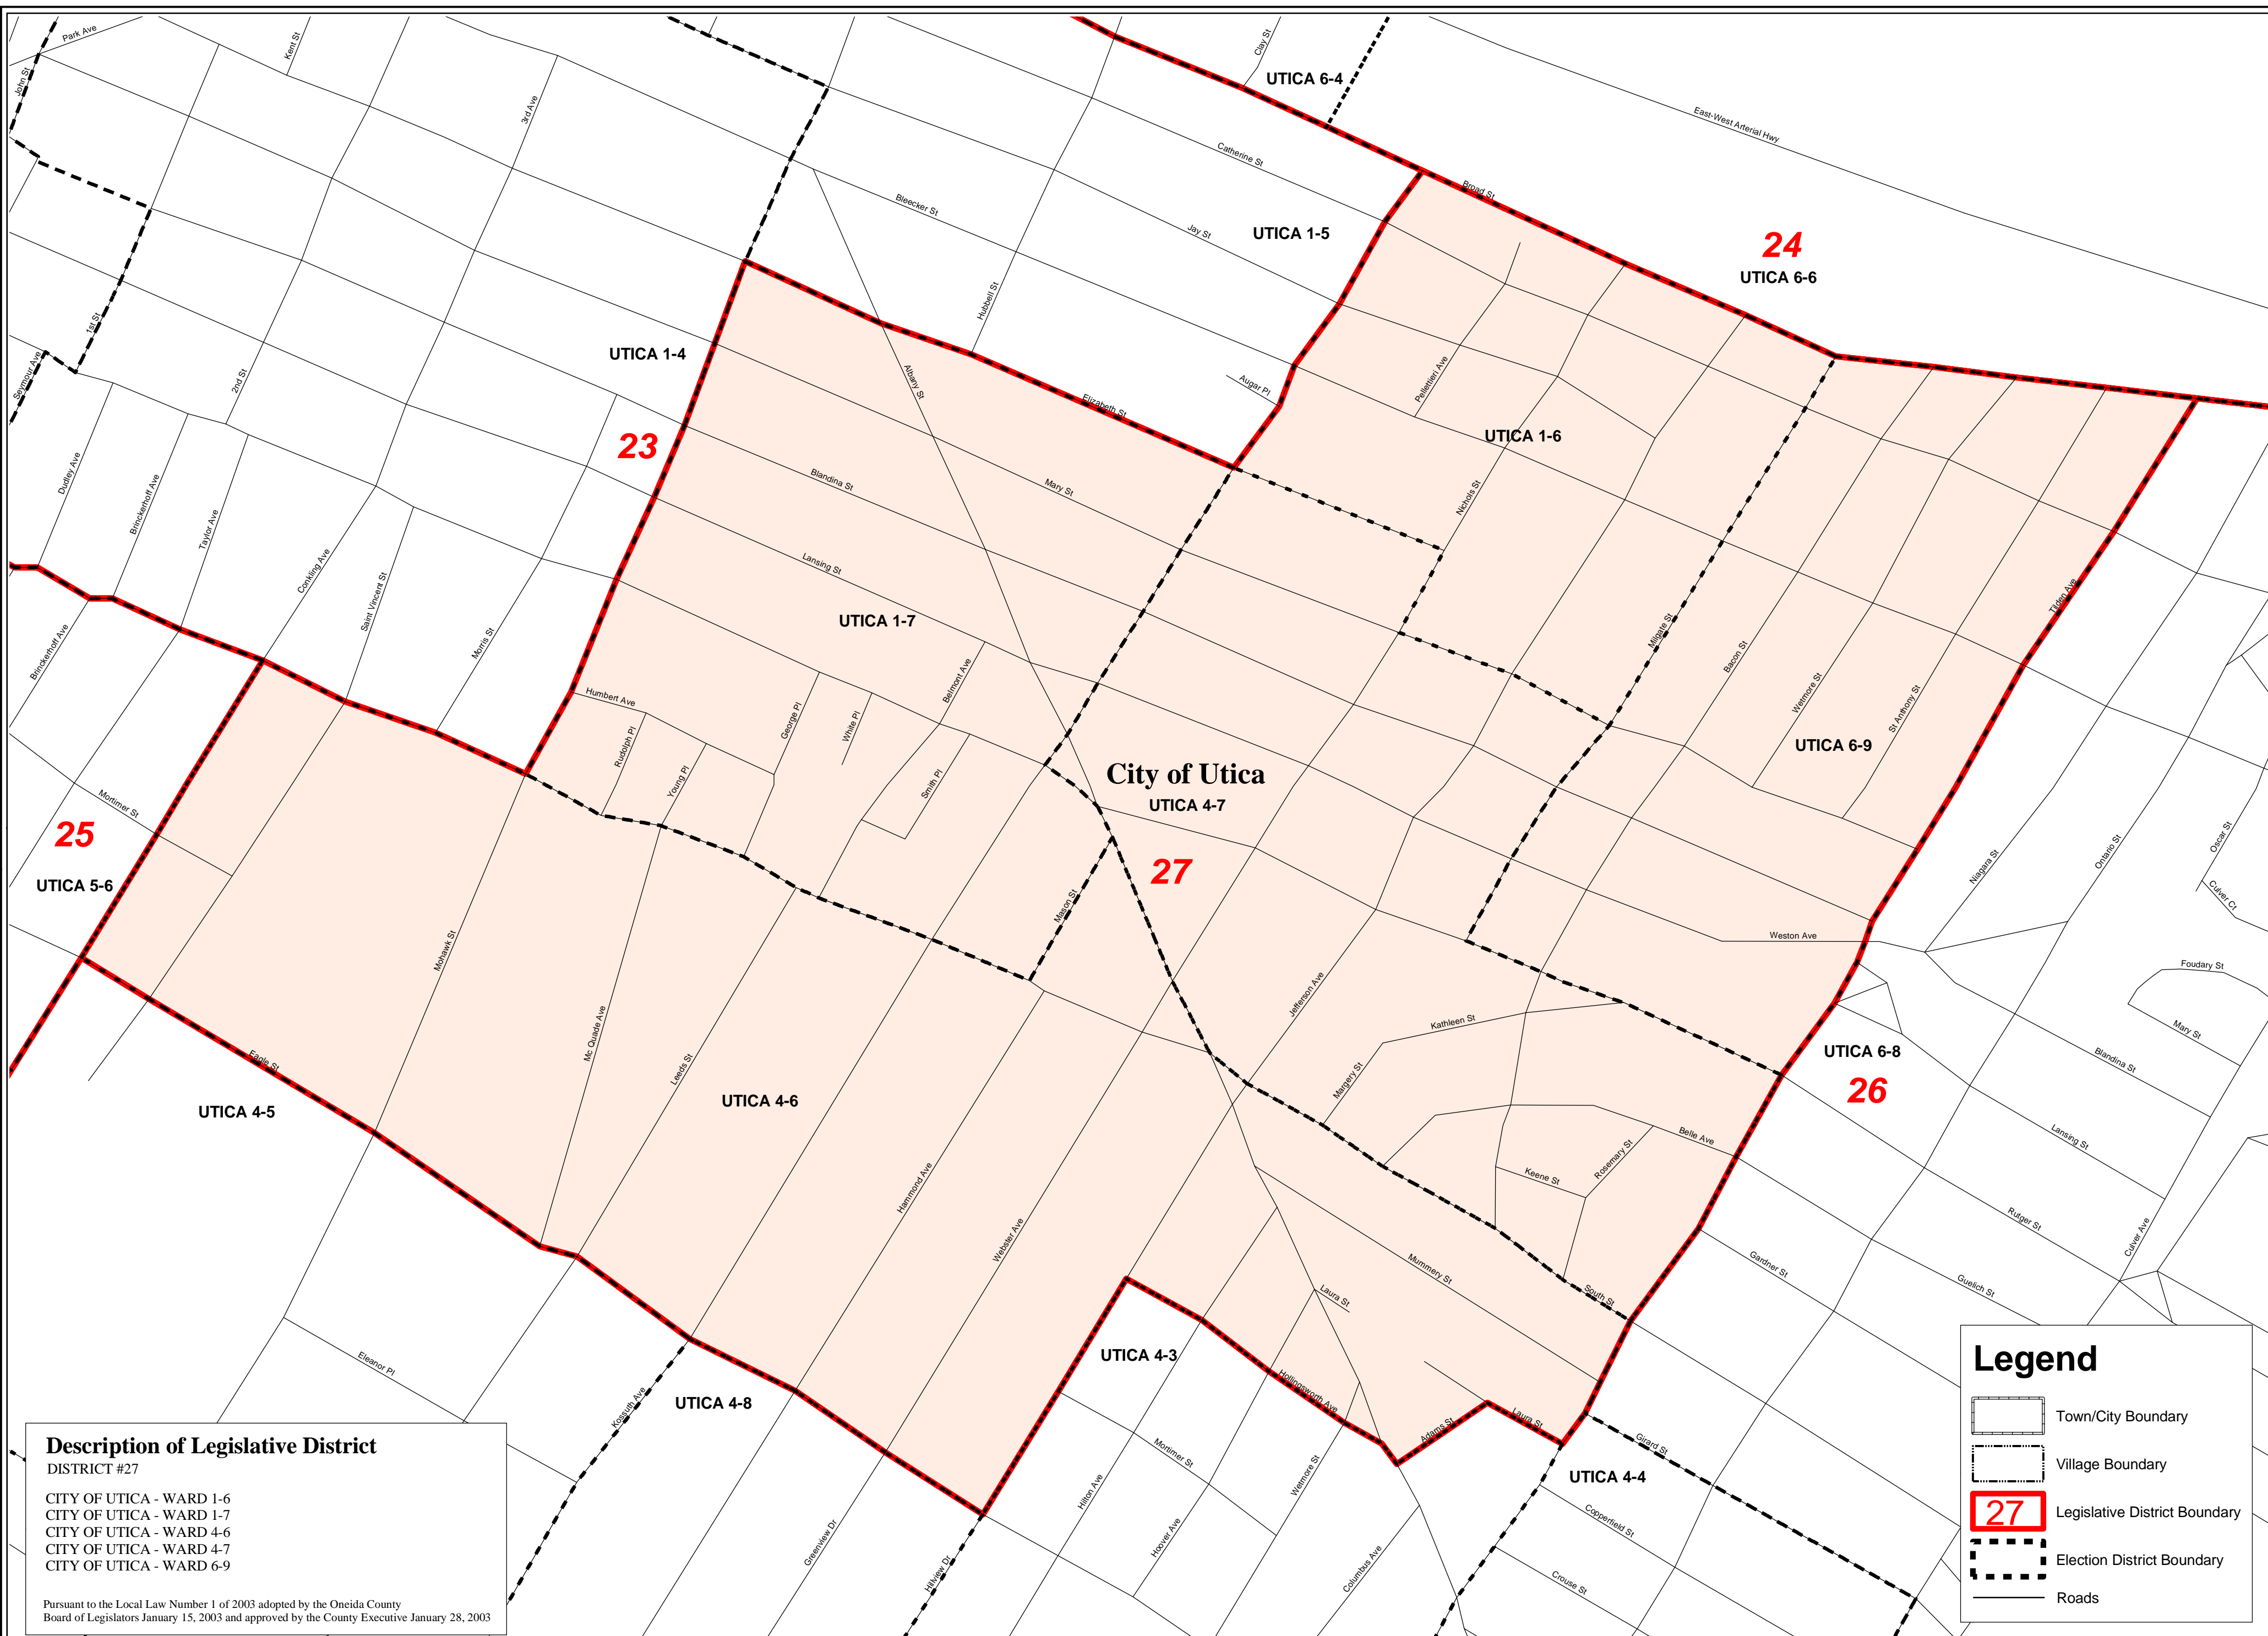 Park Ave
Kent St
John St
3rd Ave
Clay St
UTICA 6-4
East-West Arterial Hwy
Catherine St
Broad St
Bleecker St
Jay St
UTICA 1-5
24
UTICA 6-6
Hubbell St
1st St
Seymour Ave
2nd St
UTICA 1-4
Albany St
Augar Pl
Pellettieri Ave
Elizabeth St
23
UTICA 1-6
Dudley Ave
Brinckerhoff Ave
Taylor Ave
Blandina St
Mary St
Nichols St
Conkling Ave
Saint Vincent St
Lansing St
Tilden Ave
Brinckerhoff Ave
Morris St
UTICA 1-7
Milgate St
Bacon St
Belmont Ave
Humbert Ave
George Pl
White Pl
Rudolph Pl
Wetmore St
St Anthony St
UTICA 6-9
Young Pl
Smith Pl
City of Utica
UTICA 4-7
Mortimer St
25
27
UTICA 5-6
Mason St
Niagara St
Ontario St
Oscar St
Culver Ct
Weston Ave
Mohawk St
Foudary St
Jefferson Ave
Kathleen St
Mary St
Mc Quade Ave
Eagle St
Leeds St
Margery St
UTICA 6-8
Blandina St
26
UTICA 4-5
UTICA 4-6
Belle Ave
Lansing St
Rosemary St
Keene St
Hammond Ave
Webster Ave
Rutger St
Culver Ave
Mummery St
Gardner St
Guelich St
Laura St
South St
Eleanor Pl
UTICA 4-3
Hollingsworth Ave
Kossuth Ave
UTICA 4-8
Adams St
Laura St
Girard St
Mortimer St
Wetmore St
UTICA 4-4
Hilton Ave
Copperfield St
Greenview Dr
Hoover Ave
Hillview Dr
Columbus Ave
Crouse St
Description of Legislative District
DISTRICT #27
CITY OF UTICA - WARD 1-6
CITY OF UTICA - WARD 1-7
CITY OF UTICA - WARD 4-6
CITY OF UTICA - WARD 4-7
CITY OF UTICA - WARD 6-9
Pursuant to the Local Law Number 1 of 2003 adopted by the Oneida County
Board of Legislators January 15, 2003 and approved by the County Executive January 28, 2003
Legend
Town/City Boundary
Village Boundary
27 Legislative District Boundary
Election District Boundary
Roads